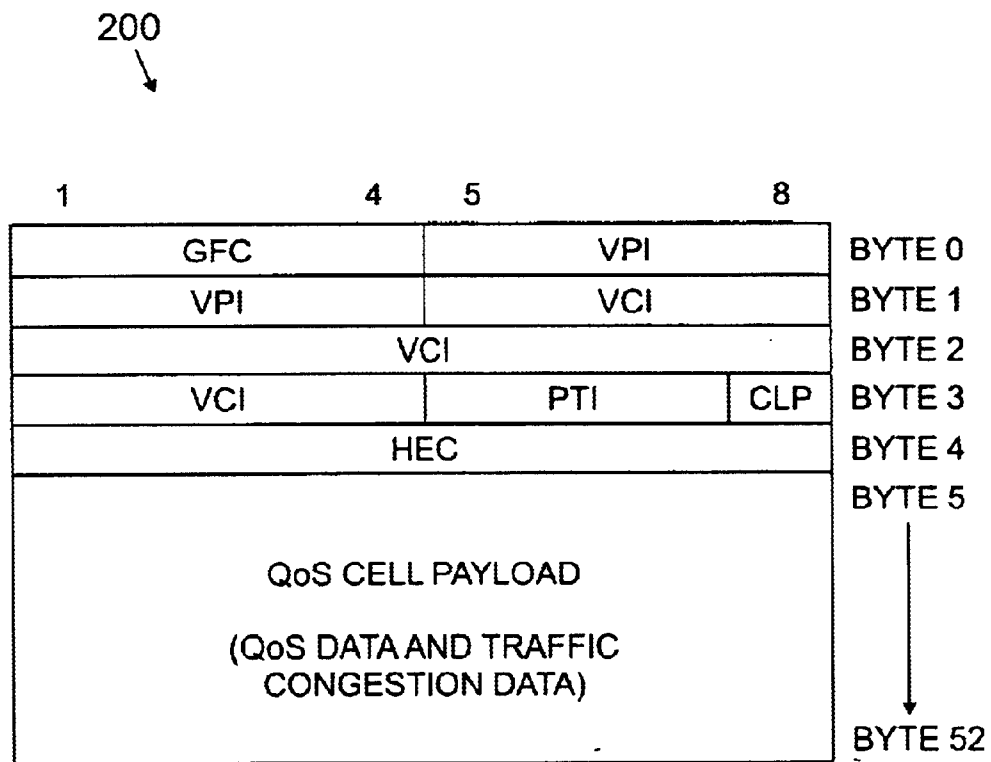 200
1 4 5 8
GFC VPI BYTE 0
VPI VCI BYTE 1
VCI BYTE 2
VCI PTI CLP BYTE 3
HEC BYTE 4
BYTE 5
QoS CELL PAYLOAD
(QoS DATA AND TRAFFIC
CONGESTION DATA)
BYTE 52